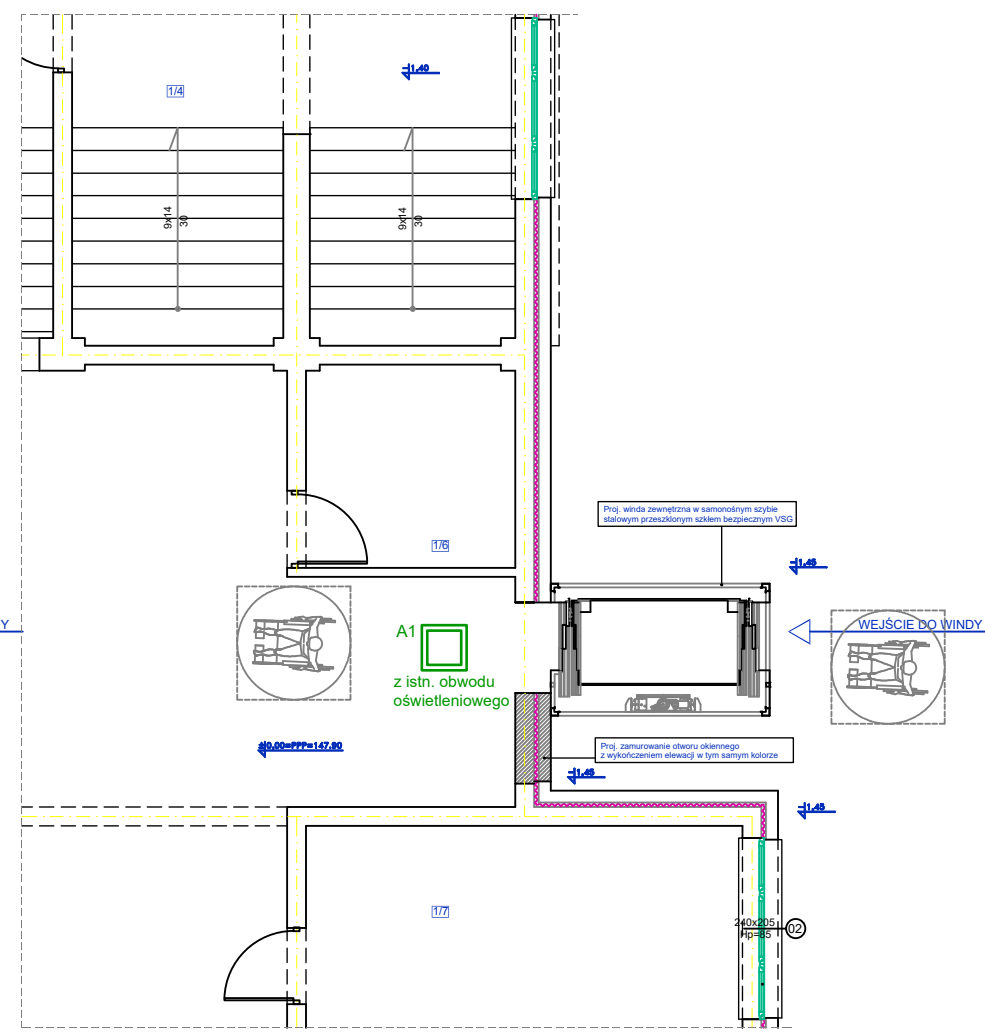 -1,40
1/4
9x14
30
9x14
30
Proj. winda zewnętrzna w samonośnym szybie
stalowym przeszklonym szkłem bezpiecznym VSG
1/6
-1,45
Y
A1
WEJŚCIE DO WINDY
z istn. obwodu
oświetleniowego
±0,00=PPP=147,90
Proj. zamurowanie otworu okiennego
z wykończeniem elewacji w tym samym kolorze
-1,45
-1,45
1/7
240x205
Hp=85
02